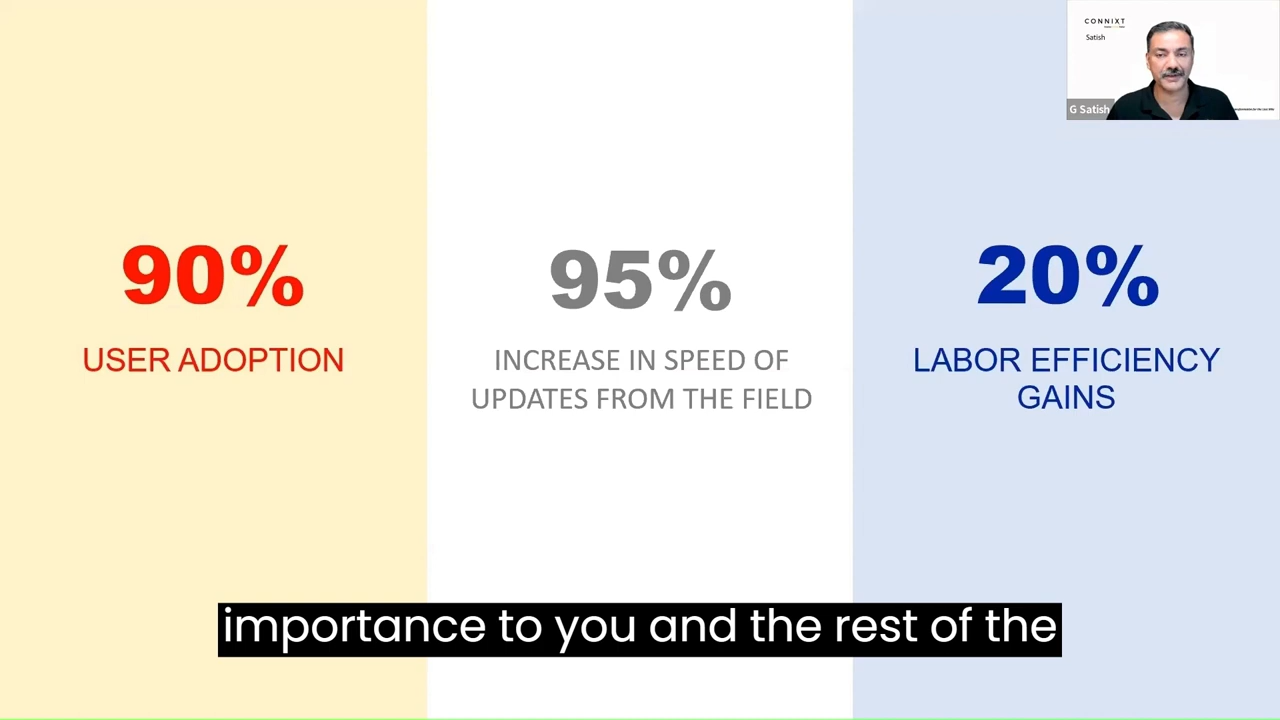 CONNIXT
Satish
G Satish
90%
USER ADOPTION
95%
INCREASE IN SPEED OF
UPDATES FROM THE FIELD
20%
LABOR EFFICIENCY
GAINS
importance to you and the rest of the